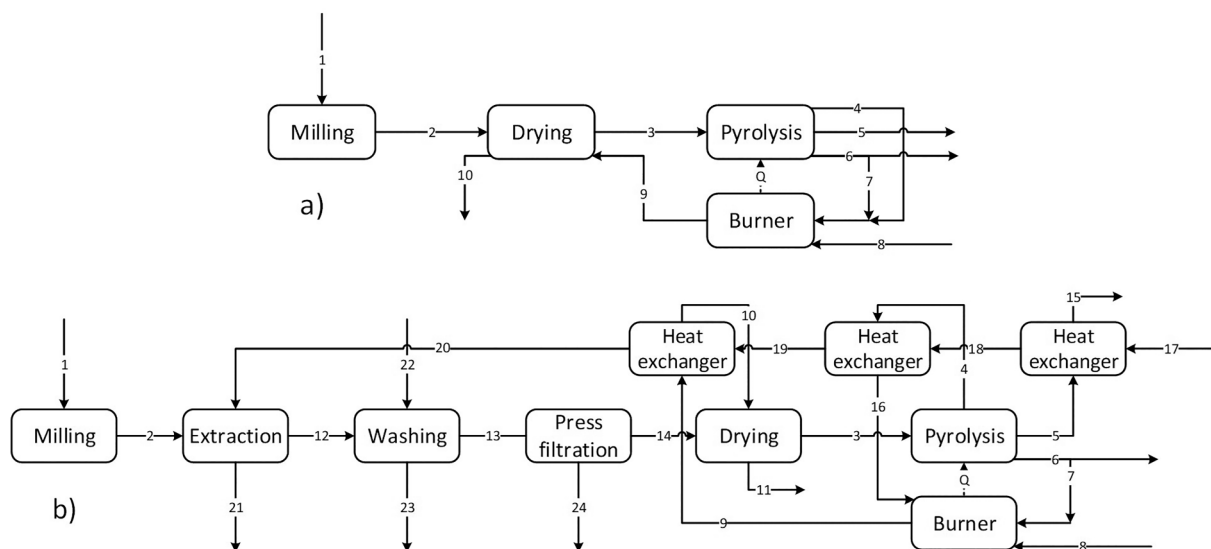 1
4
Milling
2
Drying
3
Pyrolysis
5
6
10
9
Q
7
a)
Burner
8
15
10
Heat
exchanger
Heat
exchanger
Heat
exchanger
20
19
18
17
1
22
4
16
Milling
2
Extraction
12
Washing
13
Press
filtration
14
Drying
3
Pyrolysis
5
6
7
11
Q
b)
21
23
24
9
Burner
8